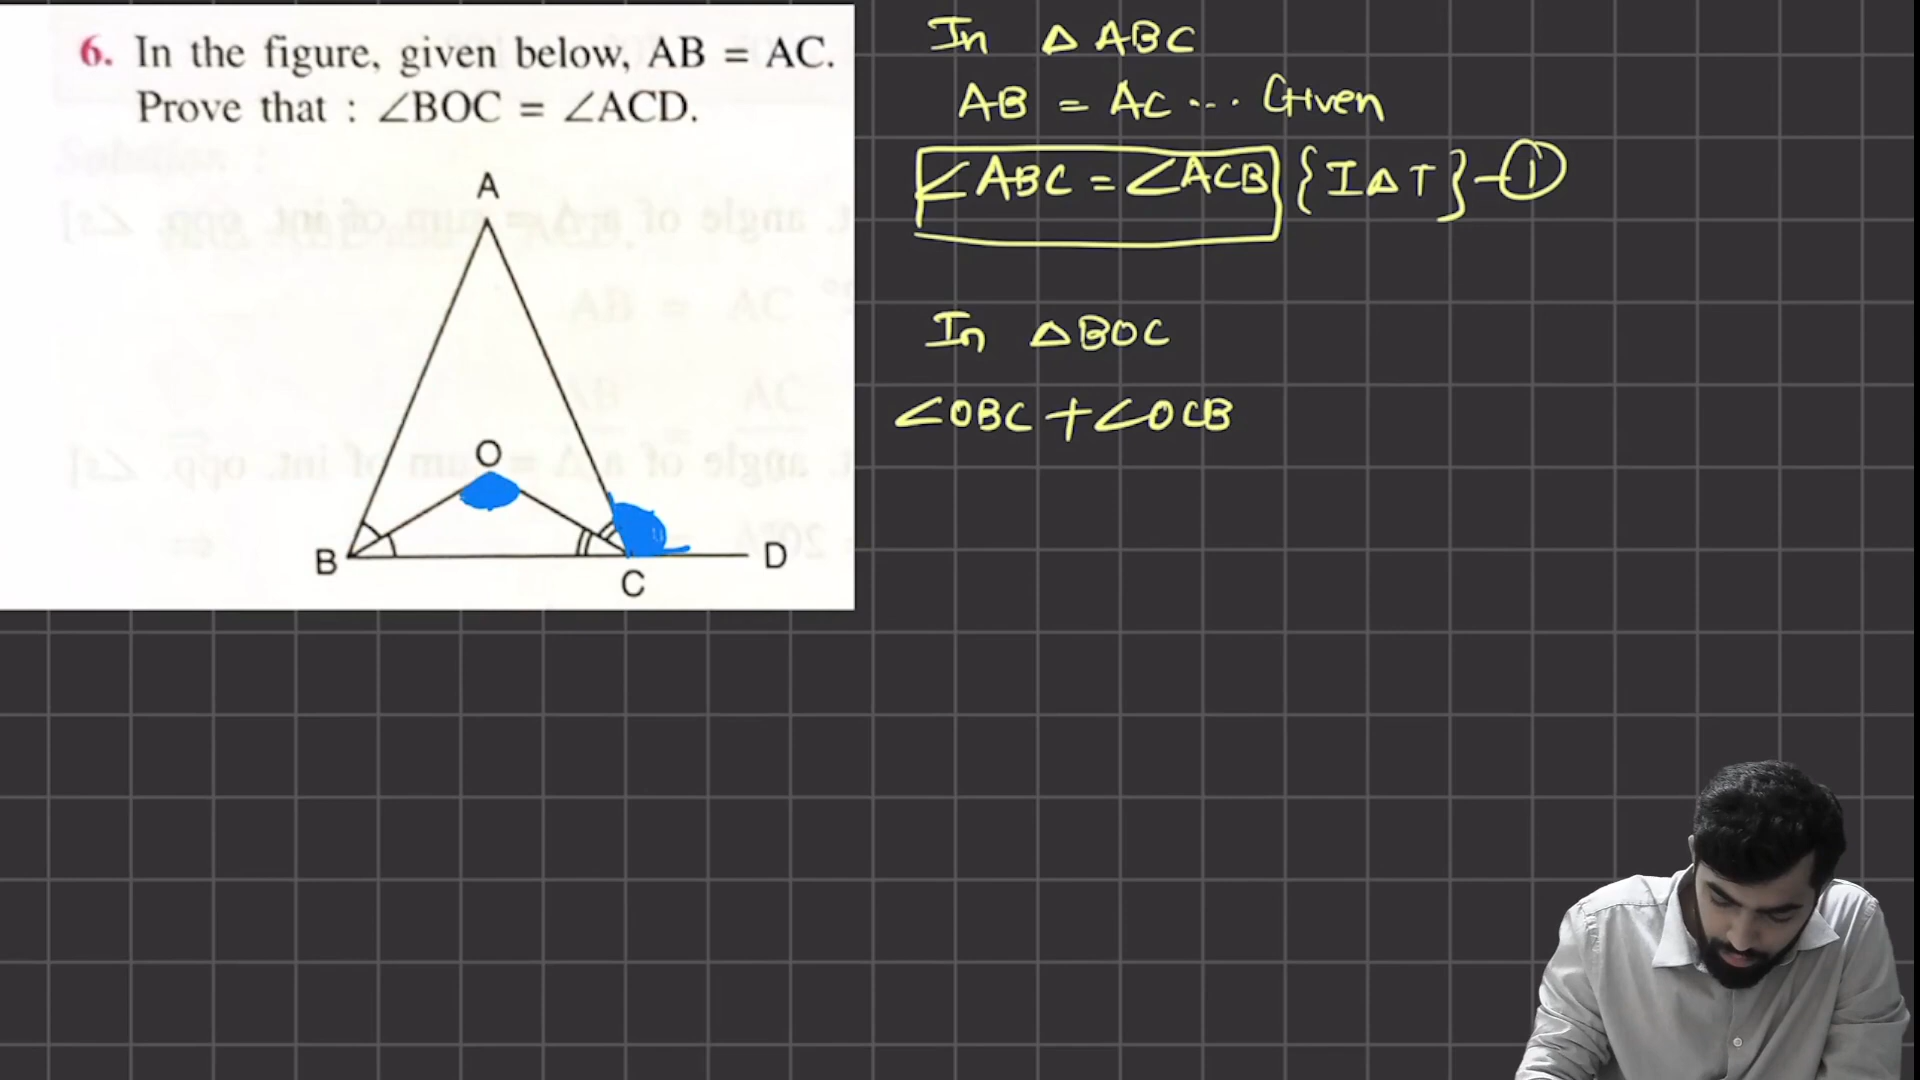 6. In the figure, given below, AB = AC.
Prove that : ∠BOC = ∠ACD.
A
O
B
C
D
In △ ABC
AB = AC ... Given
∠ABC = ∠ACB {I△T} - ①
In △BOC
∠OBC + ∠OCB